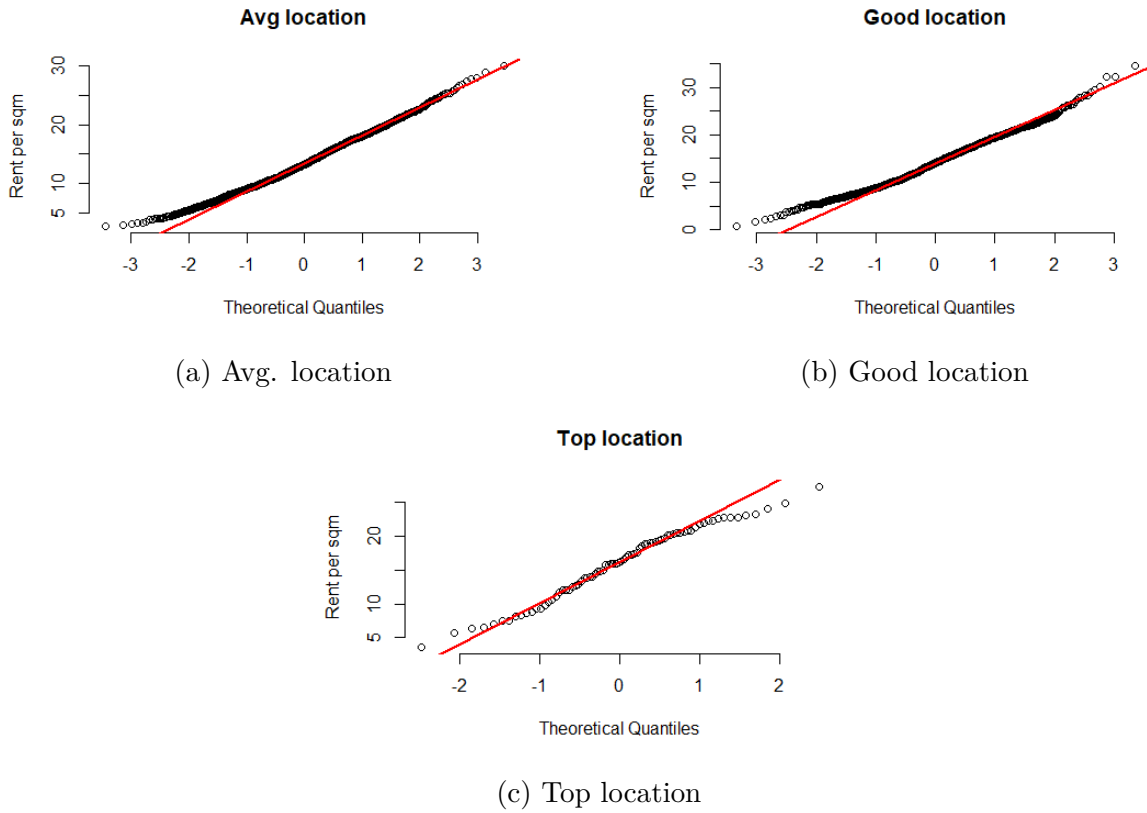 Avg location
Rent per sqm
30
20
10
5
-3 -2 -1 0 1 2 3
Theoretical Quantiles
(a) Avg. location
Good location
Rent per sqm
30
20
10
0
-3 -2 -1 0 1 2 3
Theoretical Quantiles
(b) Good location
Top location
Rent per sqm
20
10
5
-2 -1 0 1 2
Theoretical Quantiles
(c) Top location